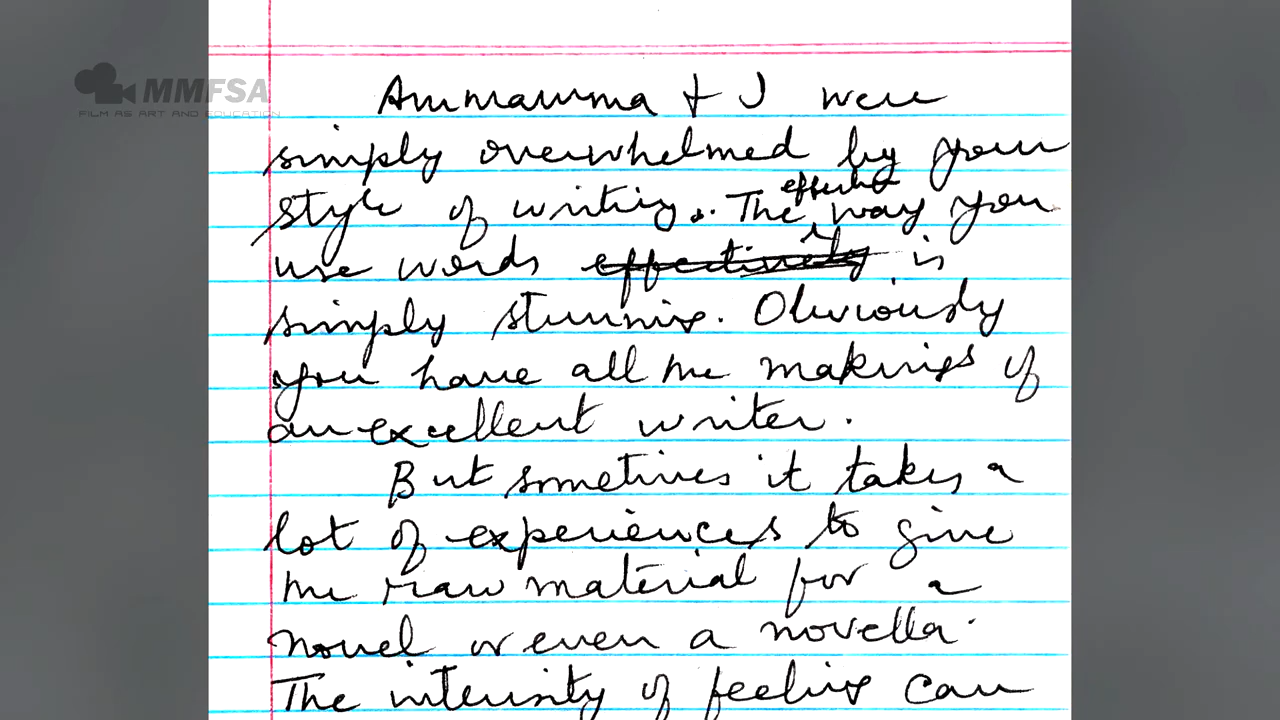 MMFSA
FILM AS ART AND EDUCATION
Ammamma + I were
simply overwhelmed by your
style of writing. The effective way you
use words effectively is
simply stunning. Obviously
you have all the makings of
an excellent writer.
But sometimes it takes a
lot of experiences to give
the raw material for a
novel or even a novella.
The intensity of feeling can